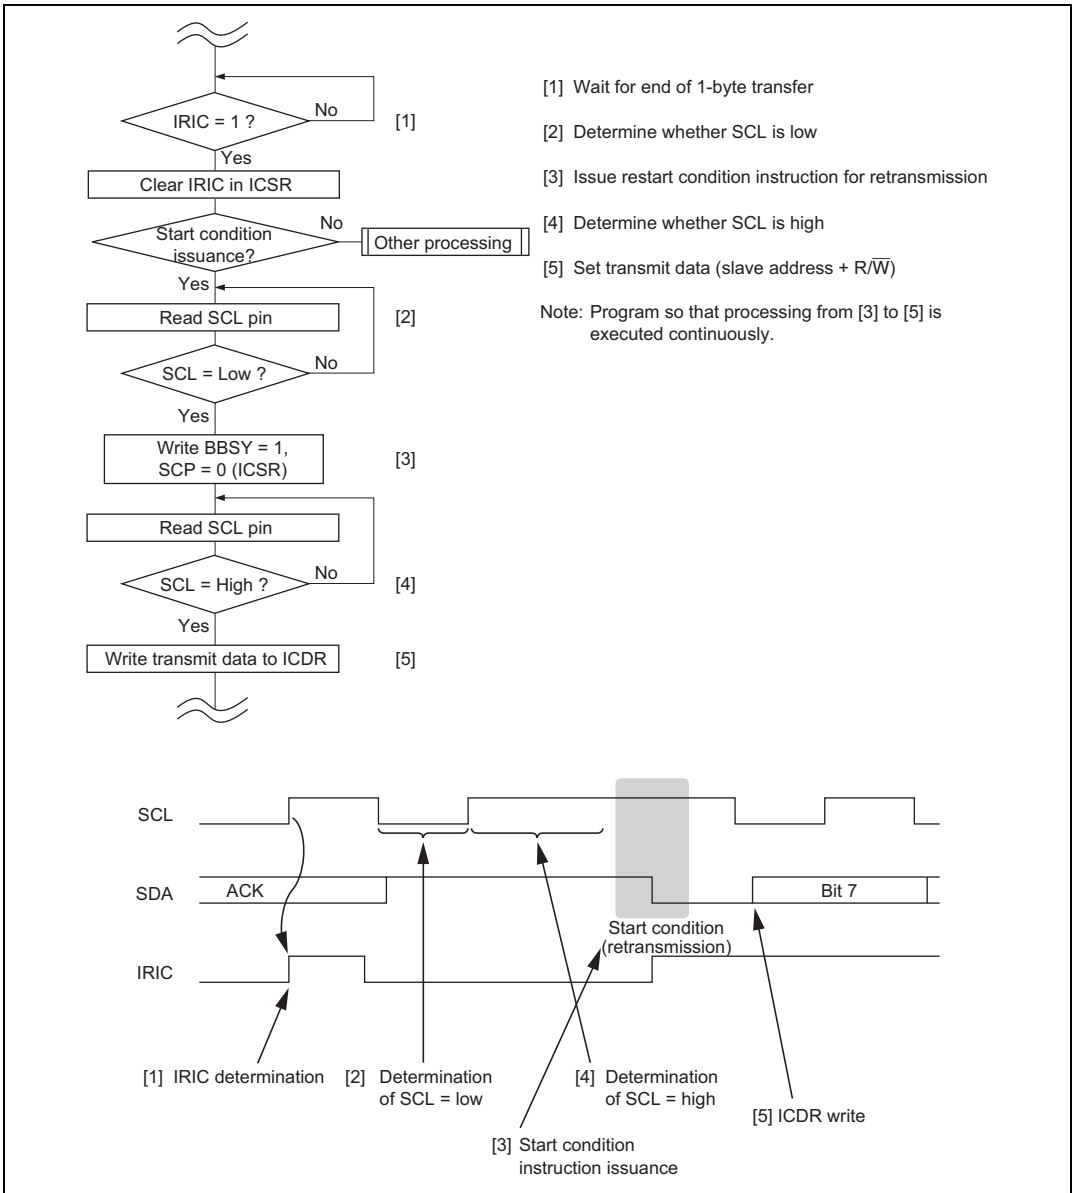 IRIC = 1 ?
No
[1]
Yes
Clear IRIC in ICSR
Start condition
issuance?
No
Other processing
Yes
Read SCL pin
[2]
SCL = Low ?
No
Yes
Write BBSY = 1,
SCP = 0 (ICSR)
[3]
Read SCL pin
SCL = High ?
No
[4]
Yes
Write transmit data to ICDR
[5]
[1] Wait for end of 1-byte transfer
[2] Determine whether SCL is low
[3] Issue restart condition instruction for retransmission
[4] Determine whether SCL is high
[5] Set transmit data (slave address + R/W̅)
Note: Program so that processing from [3] to [5] is
executed continuously.
SCL
SDA
ACK
Bit 7
Start condition
(retransmission)
IRIC
[1] IRIC determination
[2] Determination
of SCL = low
[4] Determination
of SCL = high
[5] ICDR write
[3] Start condition
instruction issuance